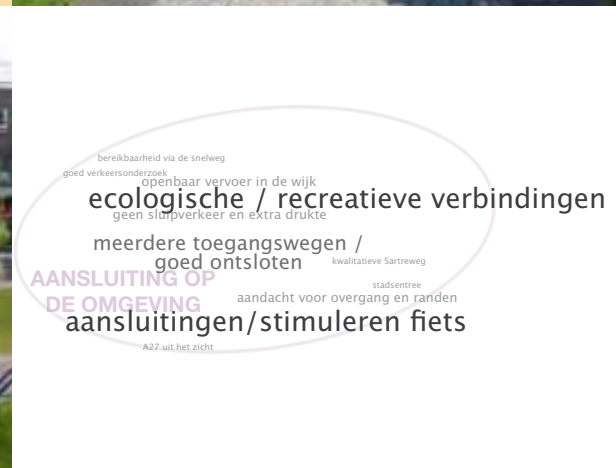 bereikbaarheid via de snelweg
goed verkeersonderzoek
openbaar vervoer in de wijk
ecologische / recreatieve verbindingen
geen sluipverkeer en extra drukte
meerdere toegangswegen /
goed ontsloten
kwalitatieve Sartreweg
AANSLUITING OP
DE OMGEVING
stadsentree
aandacht voor overgang en randen
aansluitingen/stimuleren fiets
A27 uit het zicht